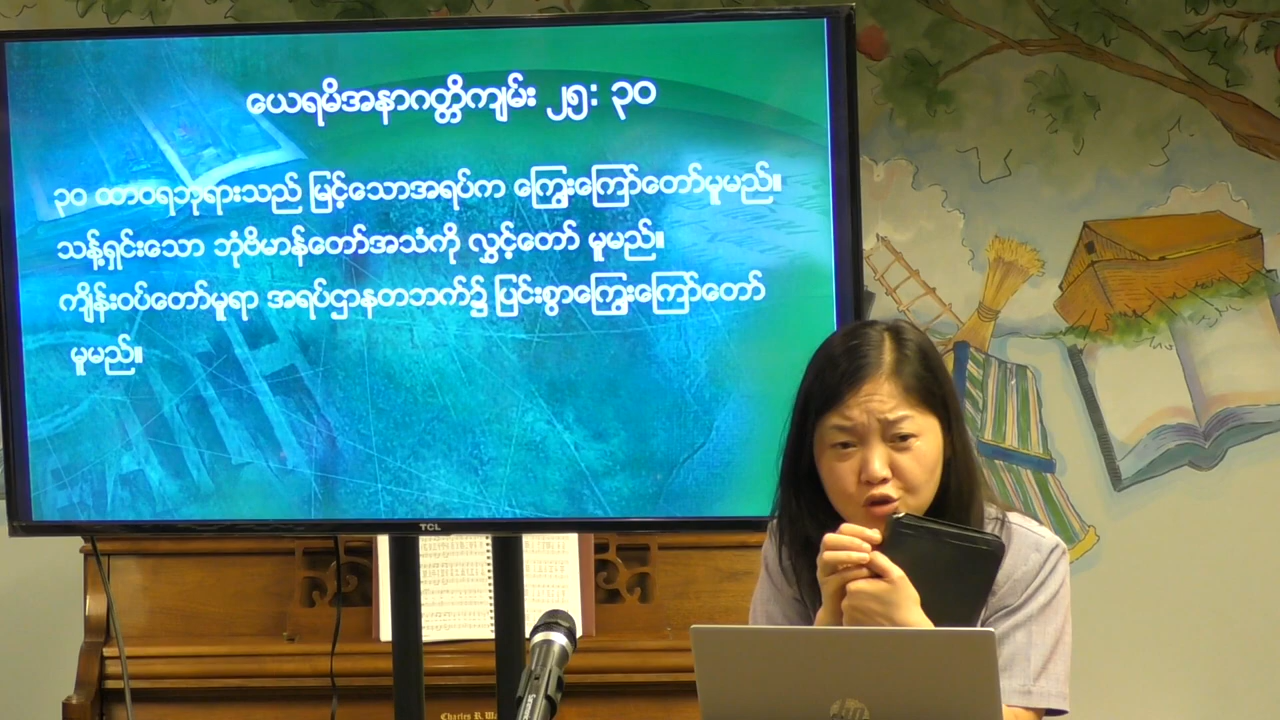 ယေရမိအနာဂတ္တိကျမ်း ၂၅: ၃၀
၃၀ ထာဝရဘုရားသည် မြင့်သောအရပ်က ကြွေးကြော်တော်မူမည်။
သန့်ရှင်းသော ဘုံဗိမာန်တော်အသံကို လွှင့်တော် မူမည်။
ကျိန်းဝပ်တော်မူရာ အရပ်ဌာနတဘက်၌ ပြင်းစွာကြွေးကြော်တော်
မူမည်။
TCL
hp
Charles R.